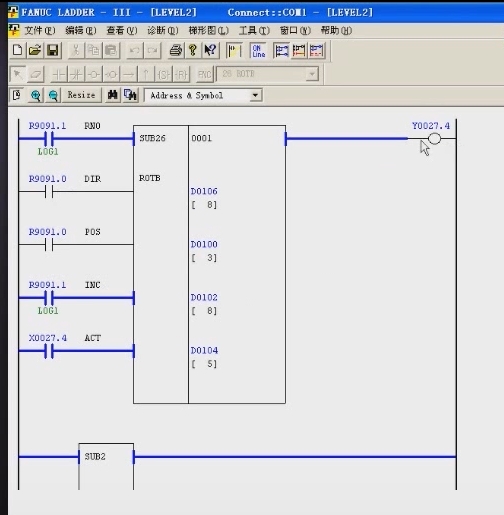 FANUC LADDER - III - [LEVEL2] Connect::COM1 - [LEVEL2]
文件(F) 编辑(E) 查看(V) 诊断(D) 梯形图(L) 工具(T) 窗口(W) 帮助(H)
ON Line
(S) (R) FNC 26 ROTB
Resize Address & Symbol
R9091.1 RNO Y0027.4
SUB26 0001
LOG1
R9091.0 DIR ROTB
D0106
[ 8]
R9091.0 POS
D0100
[ 3]
R9091.1 INC
D0102
LOG1 [ 8]
X0027.4 ACT
D0104
[ 5]
SUB2